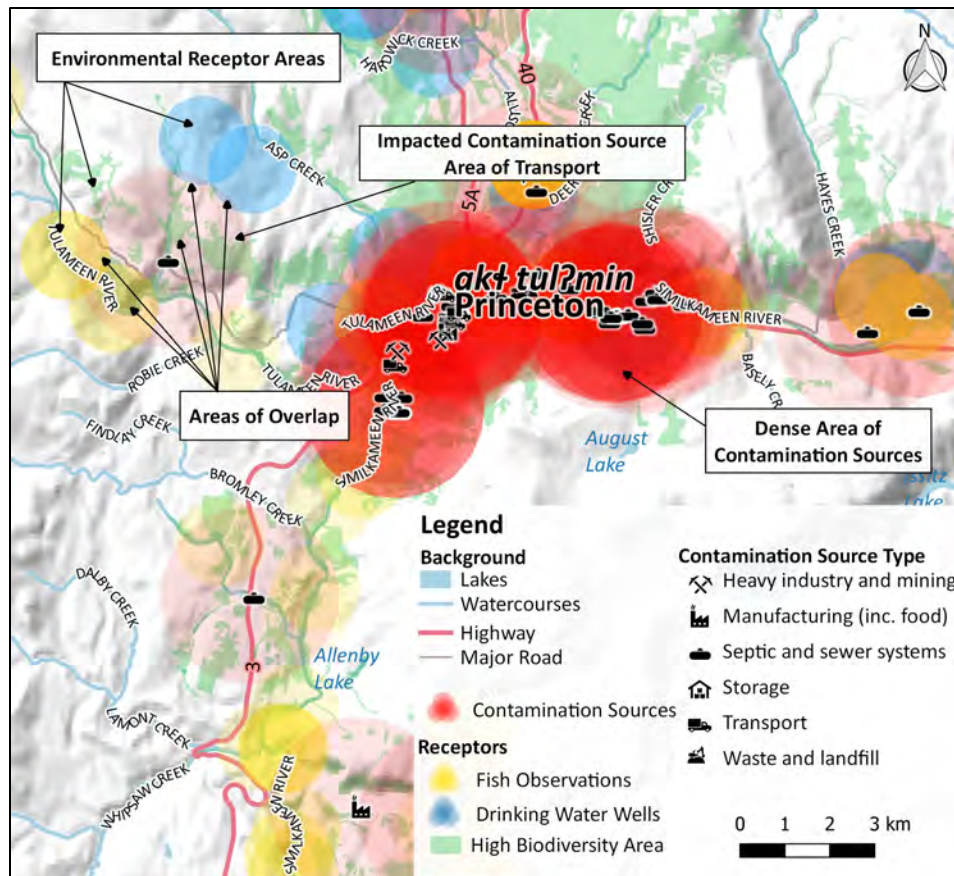 N
HARDWICK CREEK
40
Environmental Receptor Areas
Impacted Contamination Source
Area of Transport
ASP CREEK
5A
HAYES CREEK
TULAMEEN RIVER
akɬ tulʔmin
Princeton
TULAMEEN RIVER
SIMILKAMEEN RIVER
ROBIE CREEK
TULAMEEN RIVER
Areas of Overlap
Dense Area of
Contamination Sources
FINDLAY CREEK
SIMILKAMEEN RIVER
August
Lake
Lake
BROMLEY CREEK
DALBY CREEK
Allenby
Lake
3
LAMONT CREEK
WHIPSAW CREEK
SIMILKAMEEN RIVER
Legend
Background
Lakes
Watercourses
Highway
Major Road
Contamination Sources
Receptors
Fish Observations
Drinking Water Wells
High Biodiversity Area
Contamination Source Type
Heavy industry and mining
Manufacturing (inc. food)
Septic and sewer systems
Storage
Transport
Waste and landfill
0 1 2 3 km